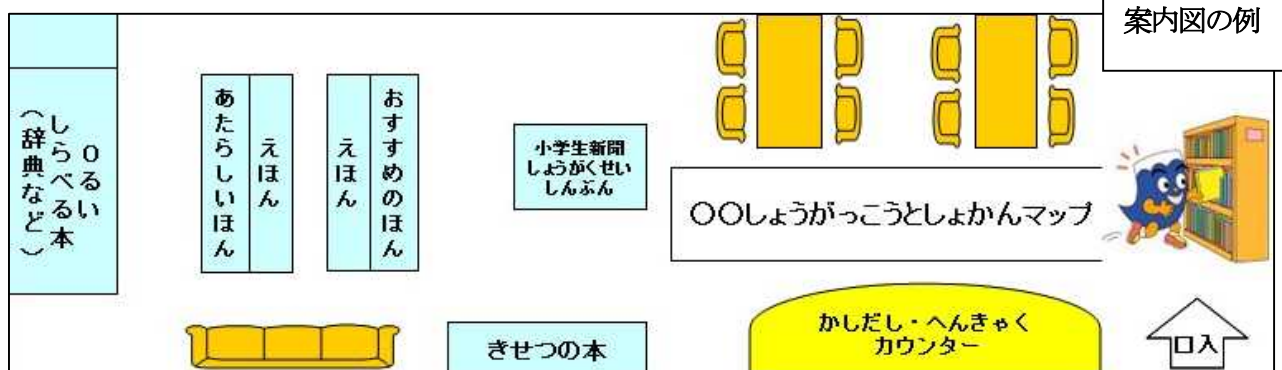 案内図の例
０るい
しらべる本
（辞典など）
あたらしいほん
えほん
えほん
おすすめのほん
小学生新聞
しょうがくせい
しんぶん
〇〇しょうがっこうとしょかんマップ
きせつの本
かしだし・へんきゃく
カウンター
入口